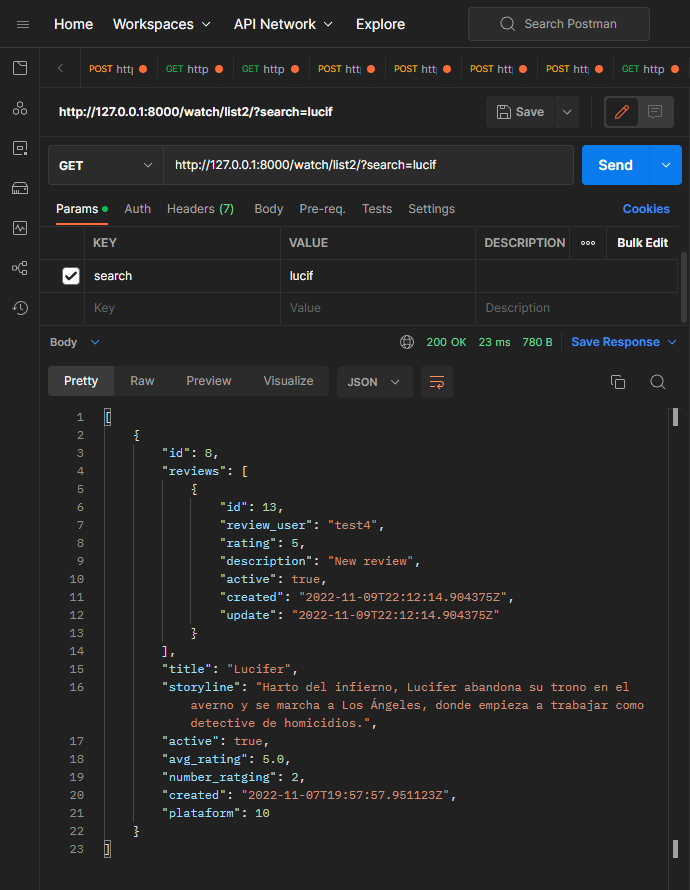 Home Workspaces API Network Explore Search Postman
POST http GET http GET http POST http POST http POST http POST http GET http
http://127.0.0.1:8000/watch/list2/?search=lucif Save
GET http://127.0.0.1:8000/watch/list2/?search=lucif Send
Params Auth Headers (7) Body Pre-req. Tests Settings Cookies
KEY VALUE DESCRIPTION Bulk Edit
search lucif
Key Value Description
Body 200 OK 23 ms 780 B Save Response
Pretty Raw Preview Visualize JSON
1 [
2 {
3 "id": 8,
4 "reviews": [
5 {
6 "id": 13,
7 "review_user": "test4",
8 "rating": 5,
9 "description": "New review",
10 "active": true,
11 "created": "2022-11-09T22:12:14.904375Z",
12 "update": "2022-11-09T22:12:14.904375Z"
13 }
14 ],
15 "title": "Lucifer",
16 "storyline": "Harto del infierno, Lucifer abandona su trono en el
averno y se marcha a Los Ángeles, donde empieza a trabajar como
detective de homicidios.",
17 "active": true,
18 "avg_rating": 5.0,
19 "number_ratging": 2,
20 "created": "2022-11-07T19:57:57.951123Z",
21 "plataform": 10
22 }
23 ]